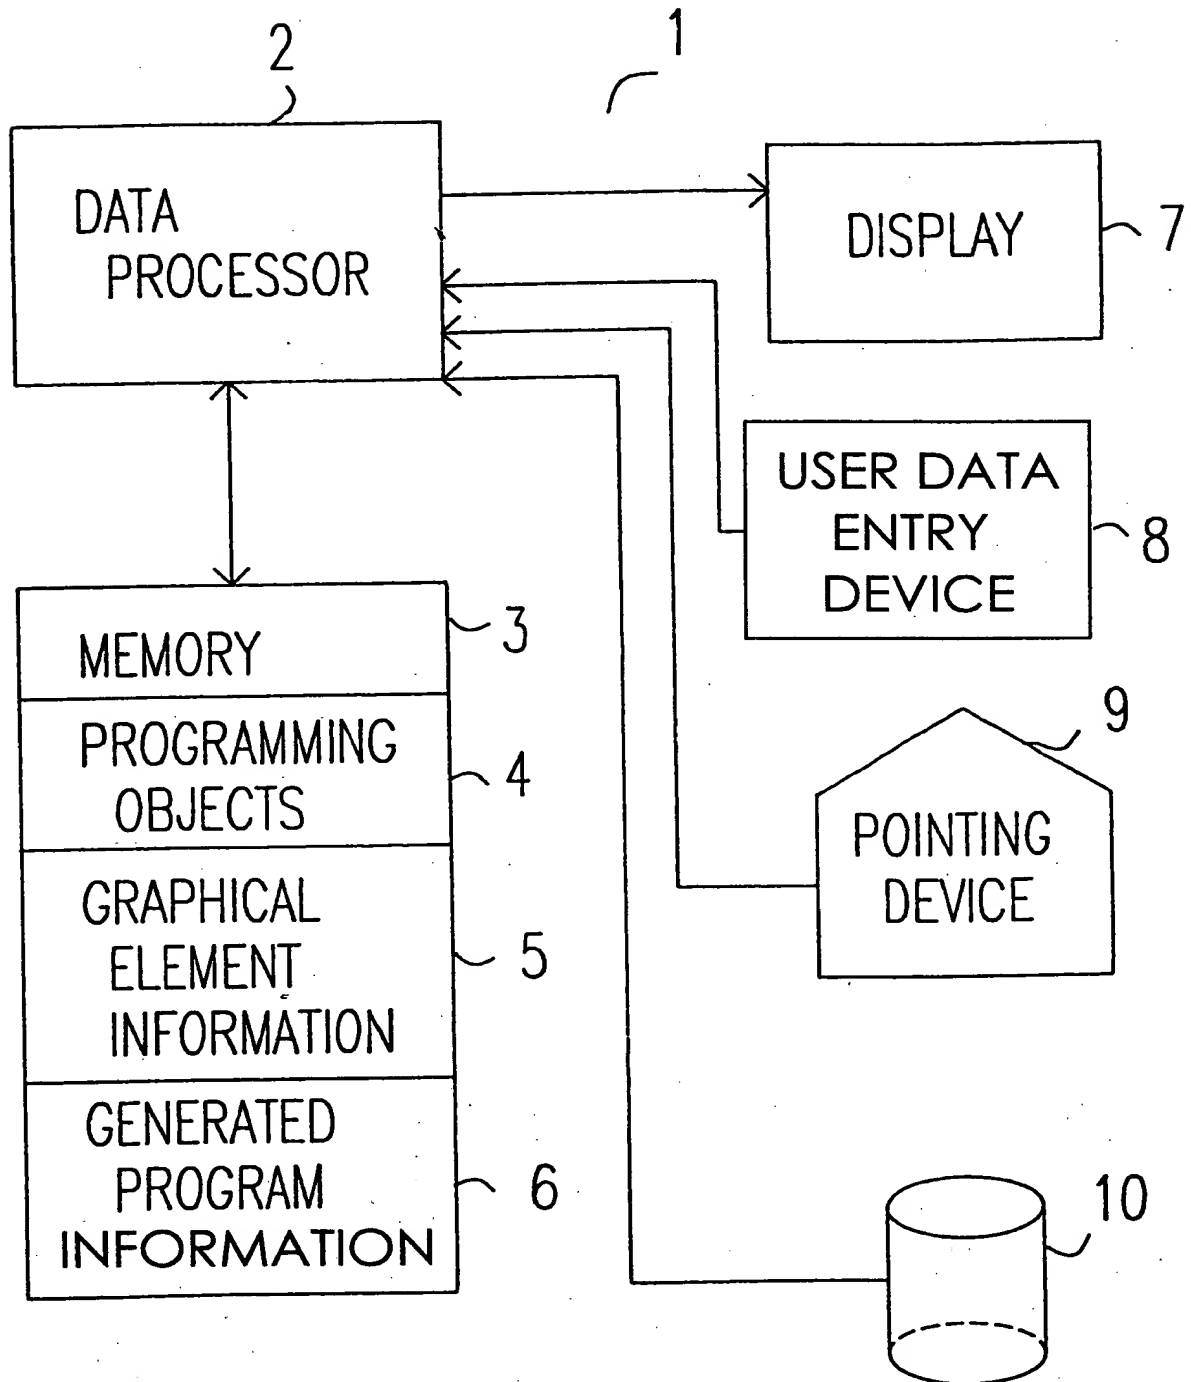 2
1
DATA
PROCESSOR
DISPLAY
7
USER DATA
ENTRY
DEVICE
8
MEMORY
3
PROGRAMMING
OBJECTS
4
GRAPHICAL
ELEMENT
INFORMATION
5
GENERATED
PROGRAM
INFORMATION
6
9
POINTING
DEVICE
10